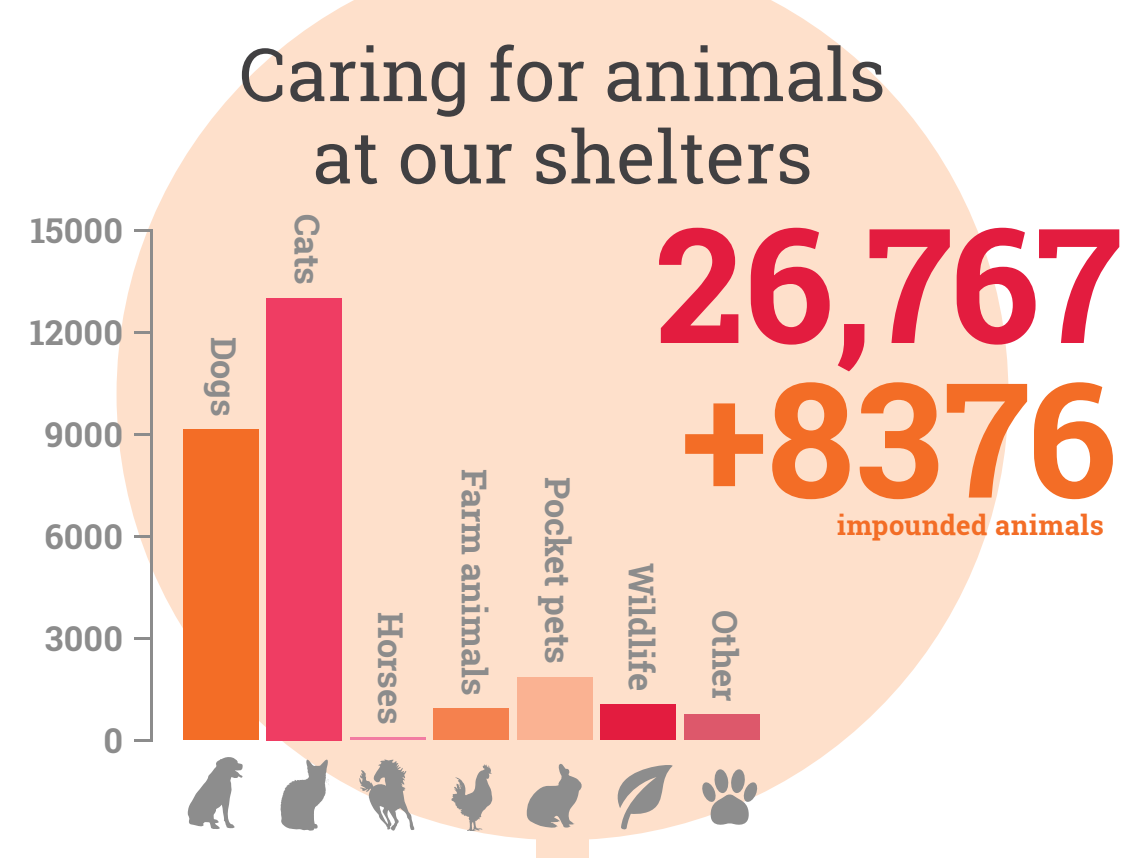 Caring for animals
at our shelters
26,767
+8376
impounded animals
15000
12000
9000
6000
3000
0
Dogs
Cats
Horses
Farm animals
Pocket pets
Wildlife
Other